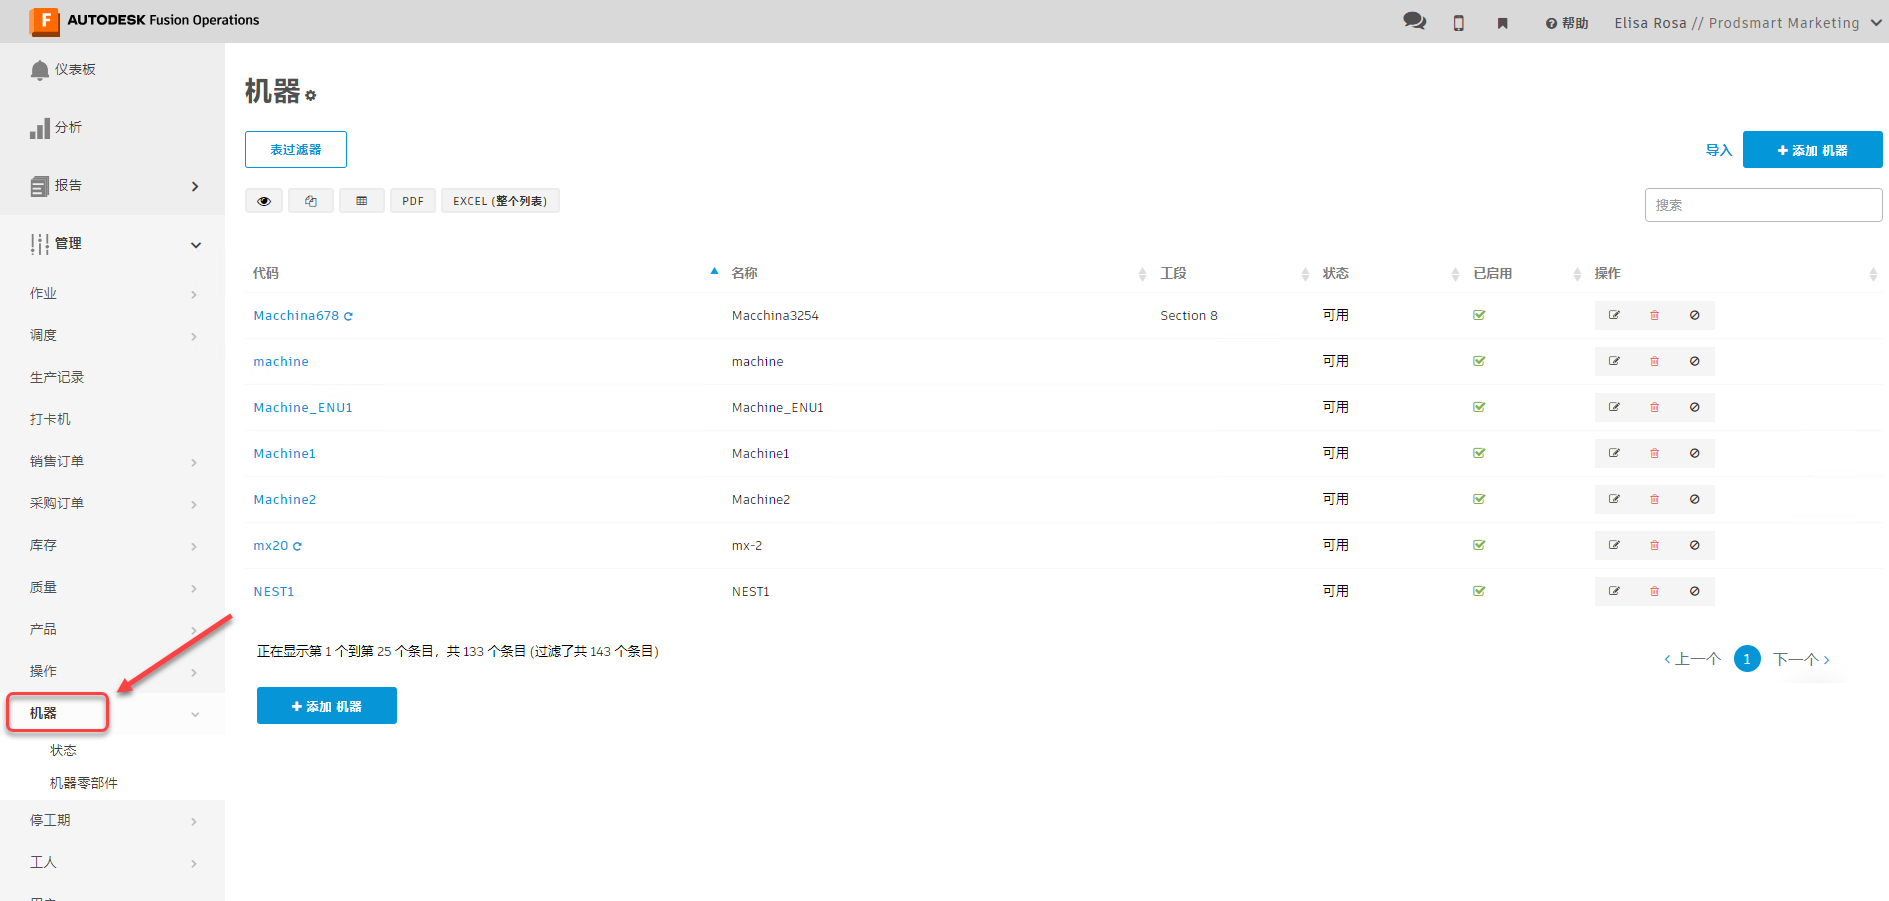 AUTODESK Fusion Operations
帮助
Elisa Rosa // Prodsmart Marketing
仪表板
分析
报告
管理
作业
调度
生产记录
打卡机
销售订单
采购订单
库存
质量
产品
操作
机器
状态
机器零部件
停工期
工人
机器
表过滤器
导入
添加 机器
PDF
EXCEL (整个列表)
搜索
代码 名称 工段 状态 已启用 操作
Macchina678 Macchina3254 Section 8 可用
machine machine 可用
Machine_ENU1 Machine_ENU1 可用
Machine1 Machine1 可用
Machine2 Machine2 可用
mx20 mx-2 可用
NEST1 NEST1 可用
正在显示第 1 个到第 25 个条目，共 133 个条目 (过滤了共 143 个条目)
上一个 1 下一个
添加 机器